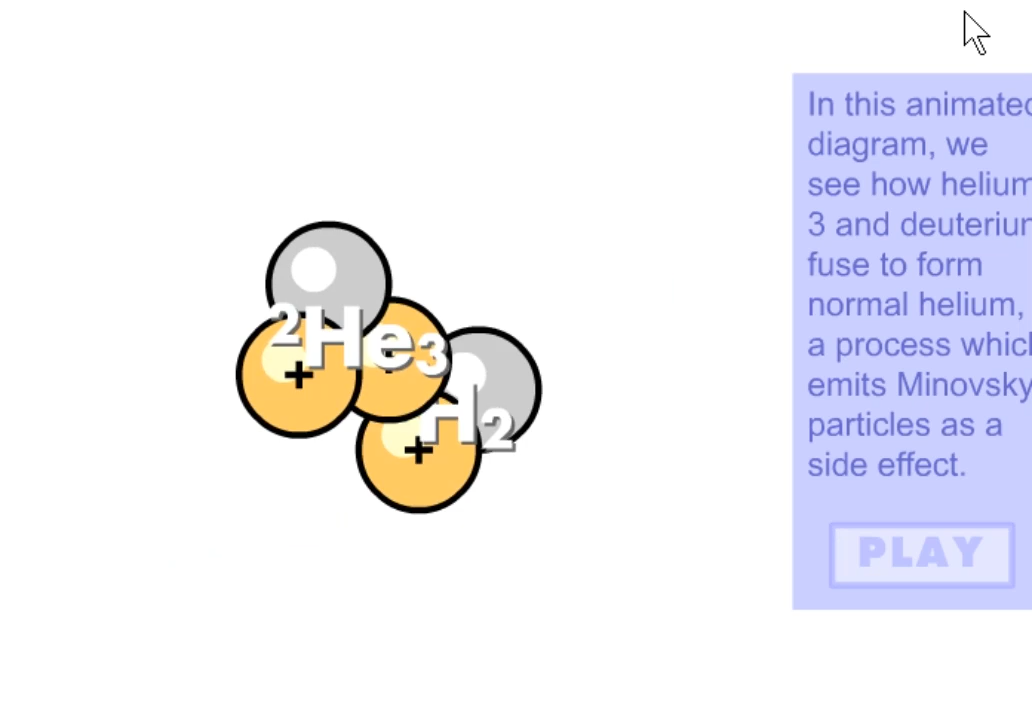 In this animated
diagram, we
see how helium
3 and deuterium
fuse to form
normal helium,
a process which
emits Minovsky
particles as a
side effect.
PLAY
²He₃
H₂
+
+